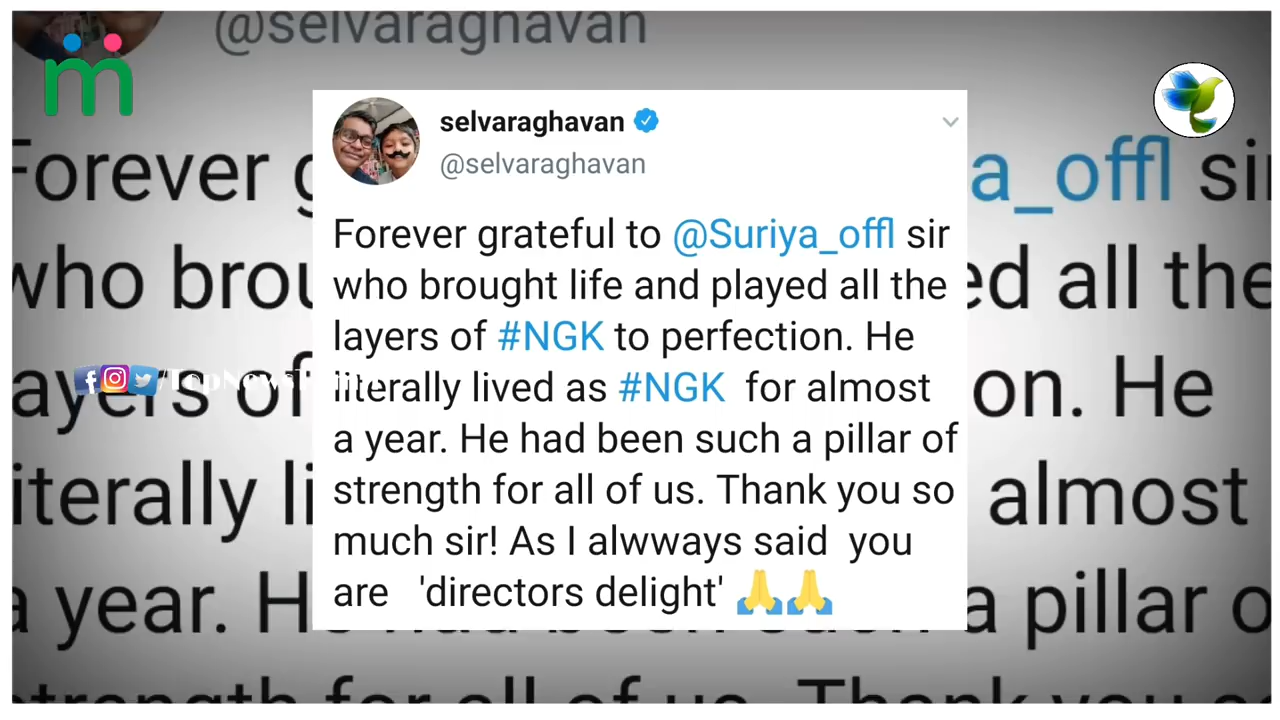 @selvaraghavan
selvaraghavan
@selvaraghavan
Forever grateful to @Suriya_offl sir
who brought life and played all the
layers of #NGK to perfection. He
literally lived as #NGK for almost
a year. He had been such a pillar of
strength for all of us. Thank you so
much sir! As I alwways said you
are 'directors delight' 🙏🙏